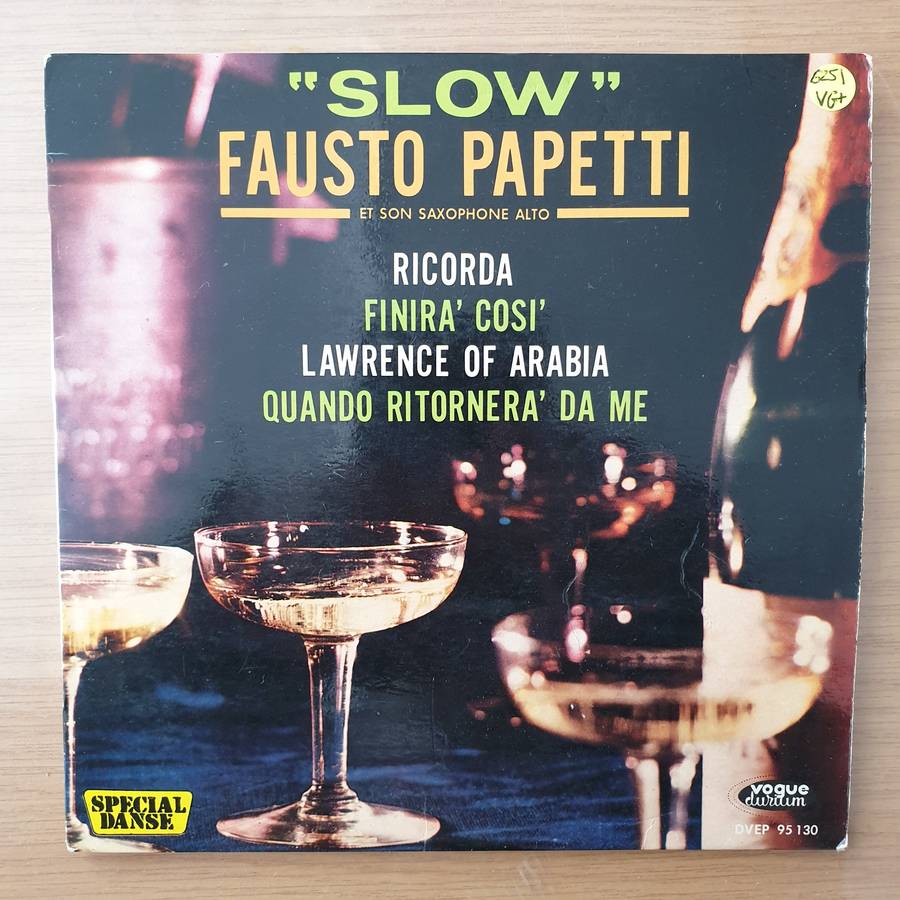 "SLOW"
FAUSTO PAPETTI
ET SON SAXOPHONE ALTO
RICORDA
FINIRA' COSI'
LAWRENCE OF ARABIA
QUANDO RITORNERA' DA ME
G251
VG+
SPECIAL
DANSE
vogue
durium
DVEP 95 130